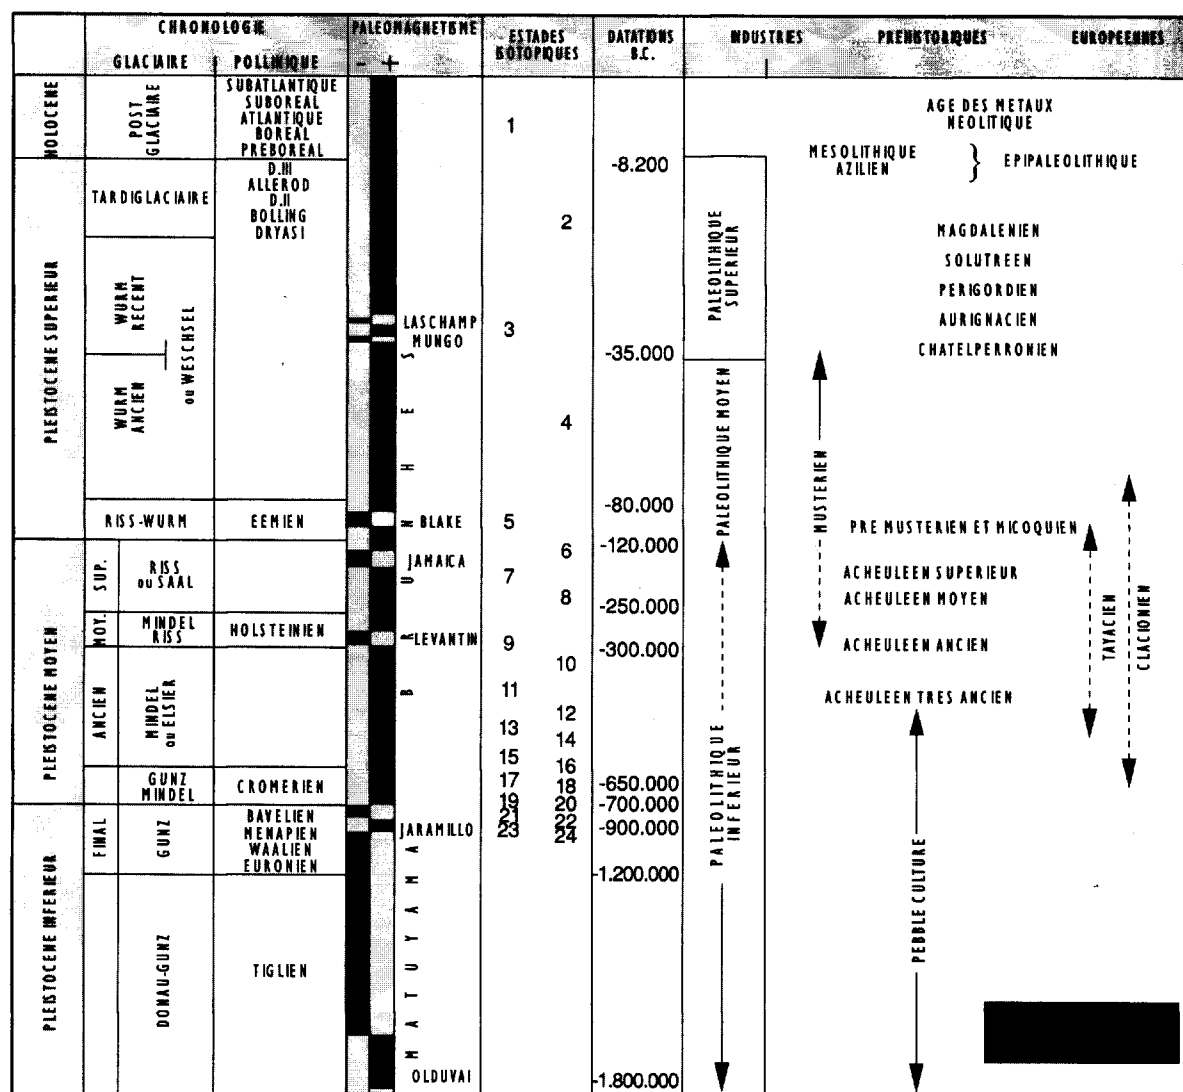 CHRONOLOGIE
PALEOMAGNETISME
ESTADES
ISOTOPIQUES
DATATIONS
B.C.
INDUSTRIES PREHISTORIQUES EUROPEENNES
GLACIAIRE POLLINIQUE - +
HOLOCENE
POST
GLACIAIRE
SUBATLANTIQUE
SUBOREAL
ATLANTIQUE
BOREAL
PREBOREAL
1
AGE DES METAUX
NEOLITIQUE
-8.200
MESOLITHIQUE
AZILIEN
} EPIPALEOLITHIQUE
PLEISTOCENE SUPERIEUR
TARDIGLACIAIRE
D.III
ALLEROD
D.II
BOLLING
DRYASI
2
PALEOLITHIQUE
SUPERIEUR
MAGDALENIEN
SOLUTREEN
PERIGORDIEN
AURIGNACIEN
CHATELPERRONIEN
WURM
RECENT
ou WESCHSEL
WURM
ANCIEN
LASCHAMP
MUNGO
3
-35.000
4
PALEOLITHIQUE MOYEN
MUSTERIEN
-80.000
RISS-WURM
EEMIEN
BLAKE
5
PRE MUSTERIEN ET MICOQUIEN
-120.000
BRUMHES
PLEISTOCENE MOYEN
SUP.
RISS
ou SAAL
JAMAICA
6
7
8
ACHEULEEN SUPERIEUR
ACHEULEEN MOYEN
-250.000
MOY.
MINDEL
RISS
HOLSTEINIEN
LEVANTIN
9
-300.000
ACHEULEEN ANCIEN
TAYACIEN
CLACIONIEN
ANCIEN
MINDEL
ou ELSIER
10
11
12
13
14
15
16
ACHEULEEN TRES ANCIEN
PALEOLITHIQUE
INFERIEUR
GUNZ
MINDEL
CROMERIEN
17
18
-650.000
19
20
-700.000
PLEISTOCENE INFERIEUR
FINAL
GUNZ
BAVELIEN
MENAPIEN
WAALIEN
EURONIEN
JARAMILLO
21
22
23
24
-900.000
-1.200.000
PEBBLE CULTURE
DONAU-GUNZ
TIGLIEN
MATUYAMA
OLDUVAI
-1.800.000